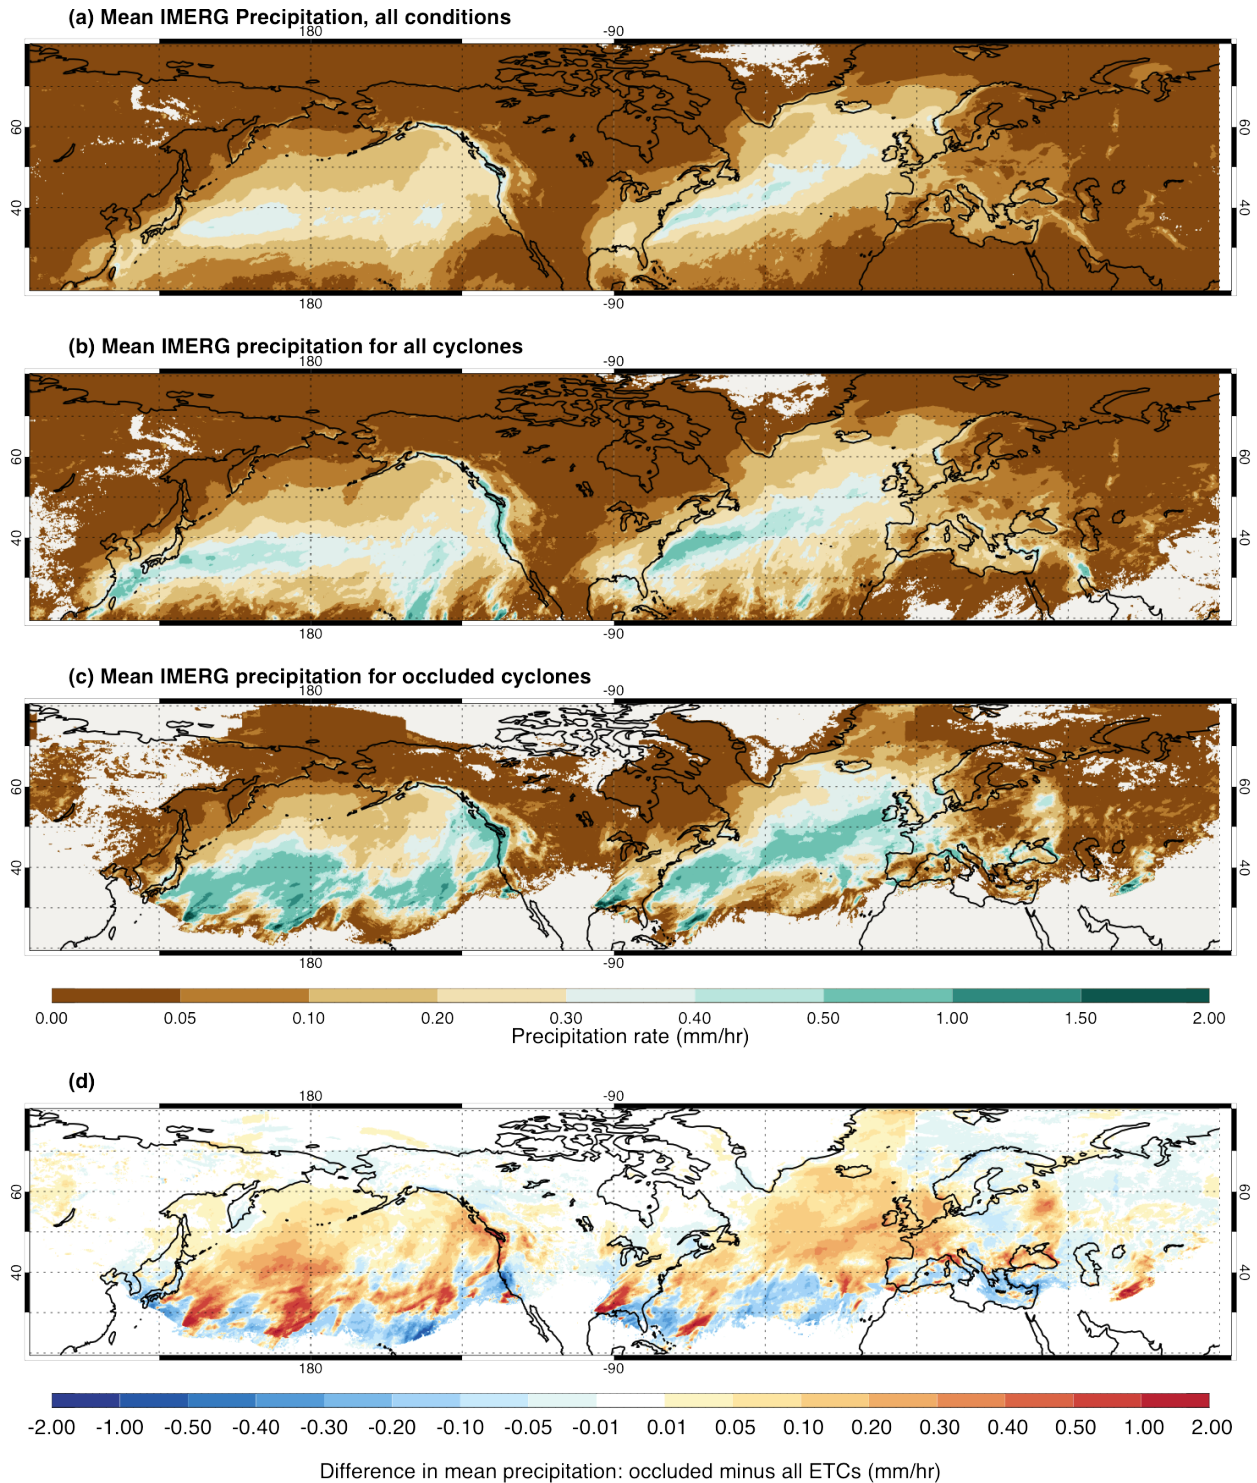 (a) Mean IMERG Precipitation, all conditions
180 -90
60 60
40 40
180 -90
(b) Mean IMERG precipitation for all cyclones
180 -90
60 60
40 40
180 -90
(c) Mean IMERG precipitation for occluded cyclones
180 -90
60 60
40 40
180 -90
0.00 0.05 0.10 0.20 0.30 0.40 0.50 1.00 1.50 2.00
Precipitation rate (mm/hr)
(d)
180 -90
60 60
40 40
180 -90
-2.00 -1.00 -0.50 -0.40 -0.30 -0.20 -0.10 -0.05 -0.01 0.01 0.05 0.10 0.20 0.30 0.40 0.50 1.00 2.00
Difference in mean precipitation: occluded minus all ETCs (mm/hr)